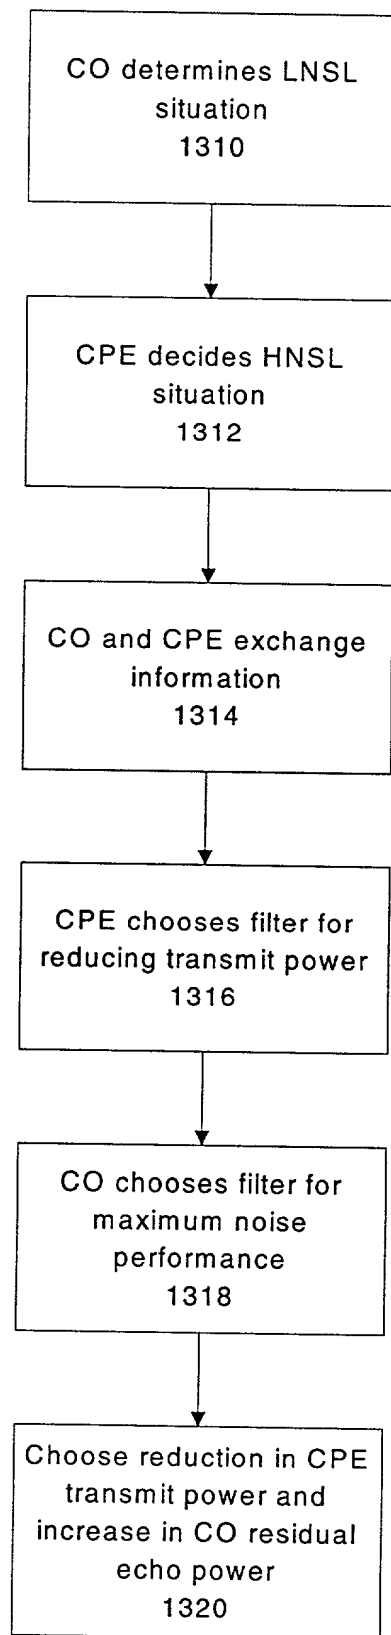 CO determines LNSL
situation
1310
CPE decides HNSL
situation
1312
CO and CPE exchange
information
1314
CPE chooses filter for
reducing transmit power
1316
CO chooses filter for
maximum noise
performance
1318
Choose reduction in CPE
transmit power and
increase in CO residual
echo power
1320